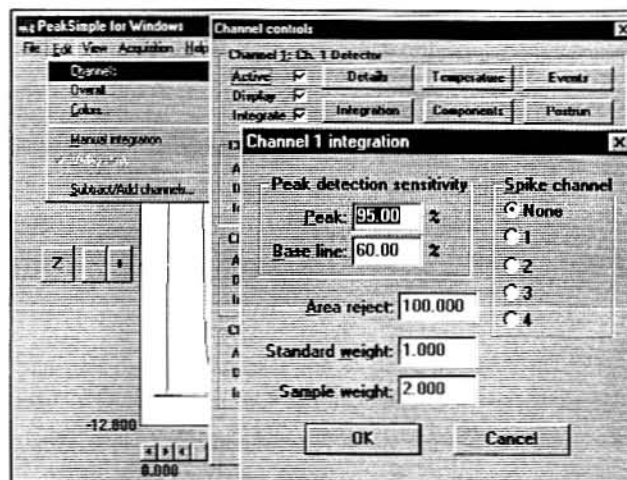 PeakSimple for Windows
File Edit View Acquisition Help
Channels
Overall
Colors...
Manual integration
Subtract/Add channels...
Z
-12.800
0.000
Channel controls
Channel 1: Ch. 1 Detector
Active
Display
Integrate
Details
Temperature
Events
Integration
Components
Postrun
Channel 1 integration
Peak detection sensitivity
Peak: 95.00 %
Base line: 60.00 %
Area reject: 100.000
Standard weight: 1.000
Sample weight: 2.000
Spike channel
None
1
2
3
4
OK
Cancel